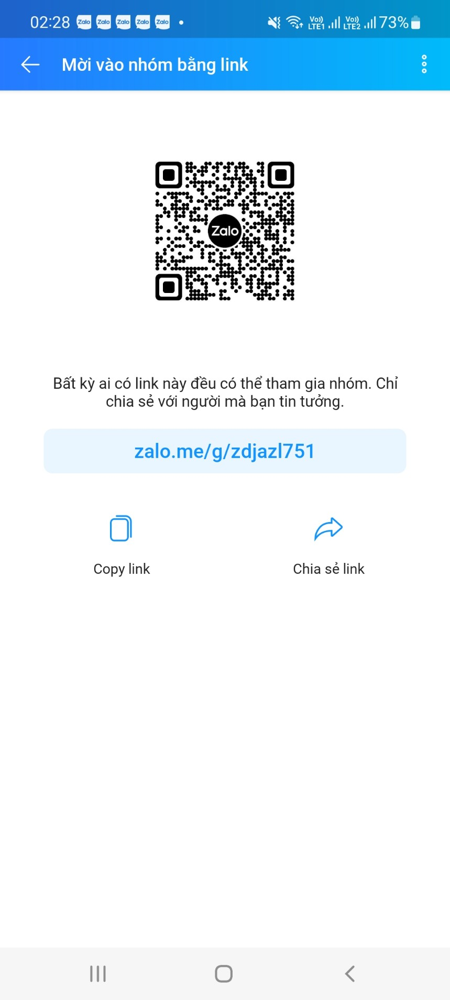 02:28 Zalo Zalo Zalo Zalo Zalo Vo)) LTE1 Vo)) LTE2 73%
Mời vào nhóm bằng link
Zalo
Bất kỳ ai có link này đều có thể tham gia nhóm. Chỉ
chia sẻ với người mà bạn tin tưởng.
zalo.me/g/zdjazl751
Copy link
Chia sẻ link